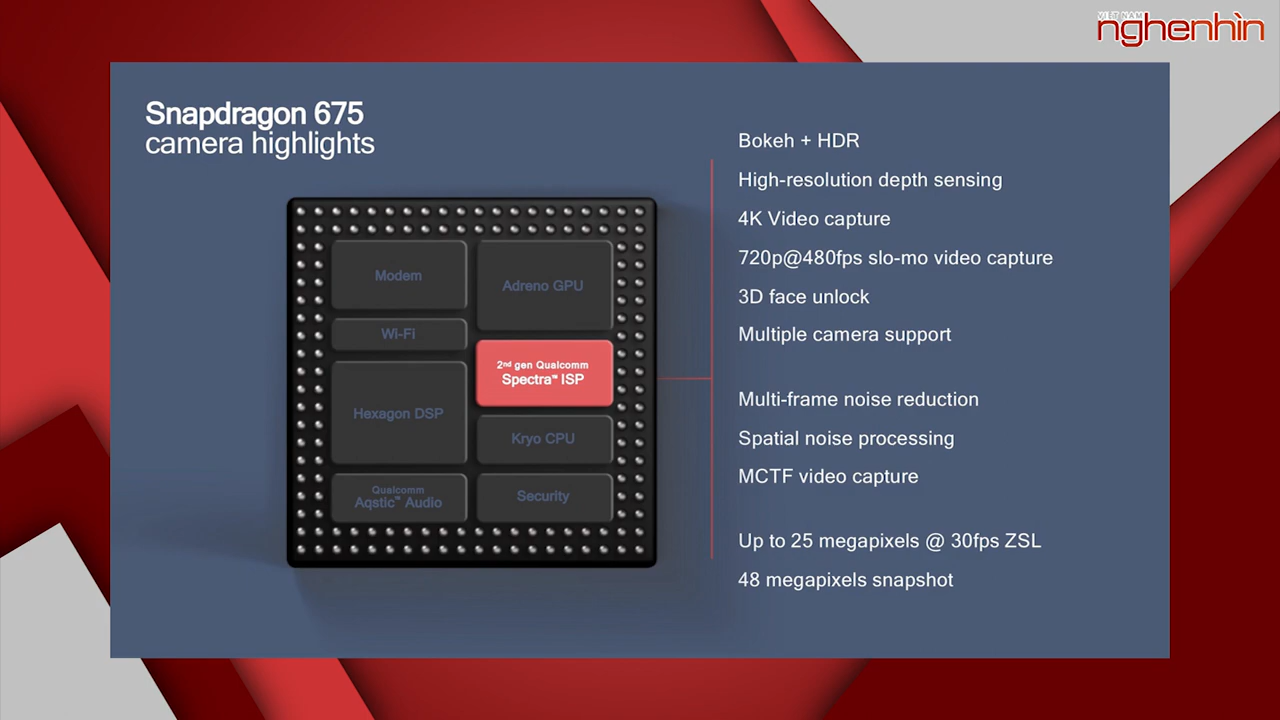 VIỆT NAM
nghenhìn
Snapdragon 675
camera highlights
Modem
Wi-Fi
Hexagon DSP
Qualcomm
Aqstic™ Audio
Adreno GPU
2nd gen Qualcomm
Spectra™ ISP
Kryo CPU
Security
Bokeh + HDR
High-resolution depth sensing
4K Video capture
720p@480fps slo-mo video capture
3D face unlock
Multiple camera support
Multi-frame noise reduction
Spatial noise processing
MCTF video capture
Up to 25 megapixels @ 30fps ZSL
48 megapixels snapshot